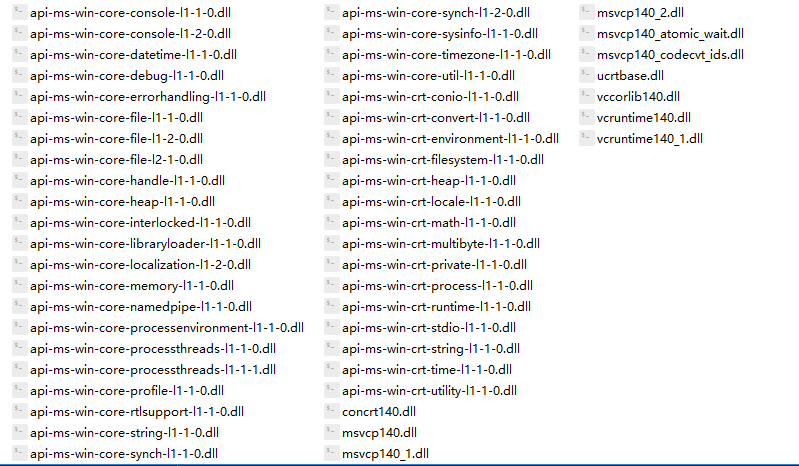 api-ms-win-core-console-l1-1-0.dll
api-ms-win-core-console-l1-2-0.dll
api-ms-win-core-datetime-l1-1-0.dll
api-ms-win-core-debug-l1-1-0.dll
api-ms-win-core-errorhandling-l1-1-0.dll
api-ms-win-core-file-l1-1-0.dll
api-ms-win-core-file-l1-2-0.dll
api-ms-win-core-file-l2-1-0.dll
api-ms-win-core-handle-l1-1-0.dll
api-ms-win-core-heap-l1-1-0.dll
api-ms-win-core-interlocked-l1-1-0.dll
api-ms-win-core-libraryloader-l1-1-0.dll
api-ms-win-core-localization-l1-2-0.dll
api-ms-win-core-memory-l1-1-0.dll
api-ms-win-core-namedpipe-l1-1-0.dll
api-ms-win-core-processenvironment-l1-1-0.dll
api-ms-win-core-processthreads-l1-1-0.dll
api-ms-win-core-processthreads-l1-1-1.dll
api-ms-win-core-profile-l1-1-0.dll
api-ms-win-core-rtlsupport-l1-1-0.dll
api-ms-win-core-string-l1-1-0.dll
api-ms-win-core-synch-l1-1-0.dll
api-ms-win-core-synch-l1-2-0.dll
api-ms-win-core-sysinfo-l1-1-0.dll
api-ms-win-core-timezone-l1-1-0.dll
api-ms-win-core-util-l1-1-0.dll
api-ms-win-crt-conio-l1-1-0.dll
api-ms-win-crt-convert-l1-1-0.dll
api-ms-win-crt-environment-l1-1-0.dll
api-ms-win-crt-filesystem-l1-1-0.dll
api-ms-win-crt-heap-l1-1-0.dll
api-ms-win-crt-locale-l1-1-0.dll
api-ms-win-crt-math-l1-1-0.dll
api-ms-win-crt-multibyte-l1-1-0.dll
api-ms-win-crt-private-l1-1-0.dll
api-ms-win-crt-process-l1-1-0.dll
api-ms-win-crt-runtime-l1-1-0.dll
api-ms-win-crt-stdio-l1-1-0.dll
api-ms-win-crt-string-l1-1-0.dll
api-ms-win-crt-time-l1-1-0.dll
api-ms-win-crt-utility-l1-1-0.dll
concrt140.dll
msvcp140.dll
msvcp140_1.dll
msvcp140_2.dll
msvcp140_atomic_wait.dll
msvcp140_codecvt_ids.dll
ucrtbase.dll
vccorlib140.dll
vcruntime140.dll
vcruntime140_1.dll